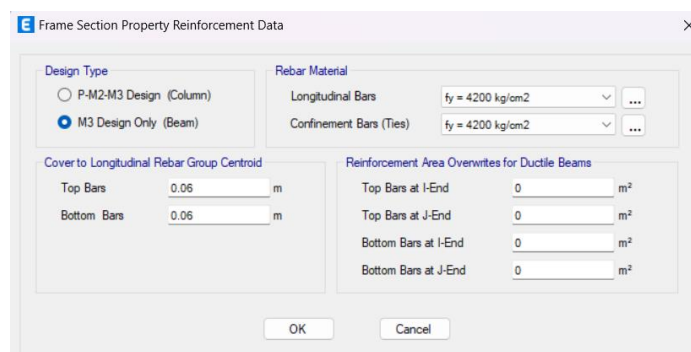 E Frame Section Property Reinforcement Data
Design Type
P-M2-M3 Design (Column)
M3 Design Only (Beam)
Rebar Material
Longitudinal Bars fy = 4200 kg/cm2 ...
Confinement Bars (Ties) fy = 4200 kg/cm2 ...
Cover to Longitudinal Rebar Group Centroid
Top Bars 0.06 m
Bottom Bars 0.06 m
Reinforcement Area Overwrites for Ductile Beams
Top Bars at I-End 0 m²
Top Bars at J-End 0 m²
Bottom Bars at I-End 0 m²
Bottom Bars at J-End 0 m²
OK Cancel